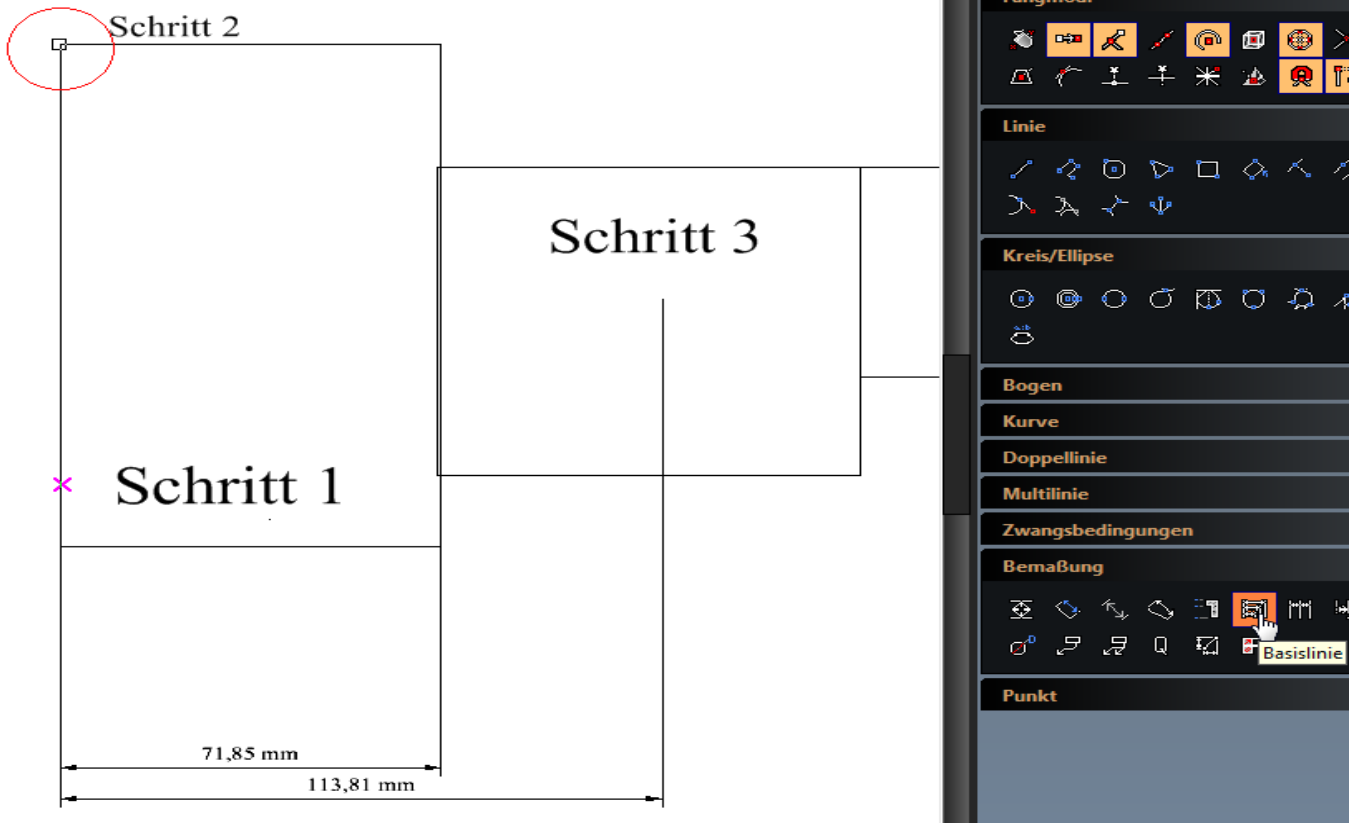 Schritt 2
Schritt 3
Schritt 1
71,85 mm
113,81 mm
Linie
Kreis/Ellipse
Bogen
Kurve
Doppellinie
Multilinie
Zwangsbedingungen
Bemaßung
Basislinie
Punkt